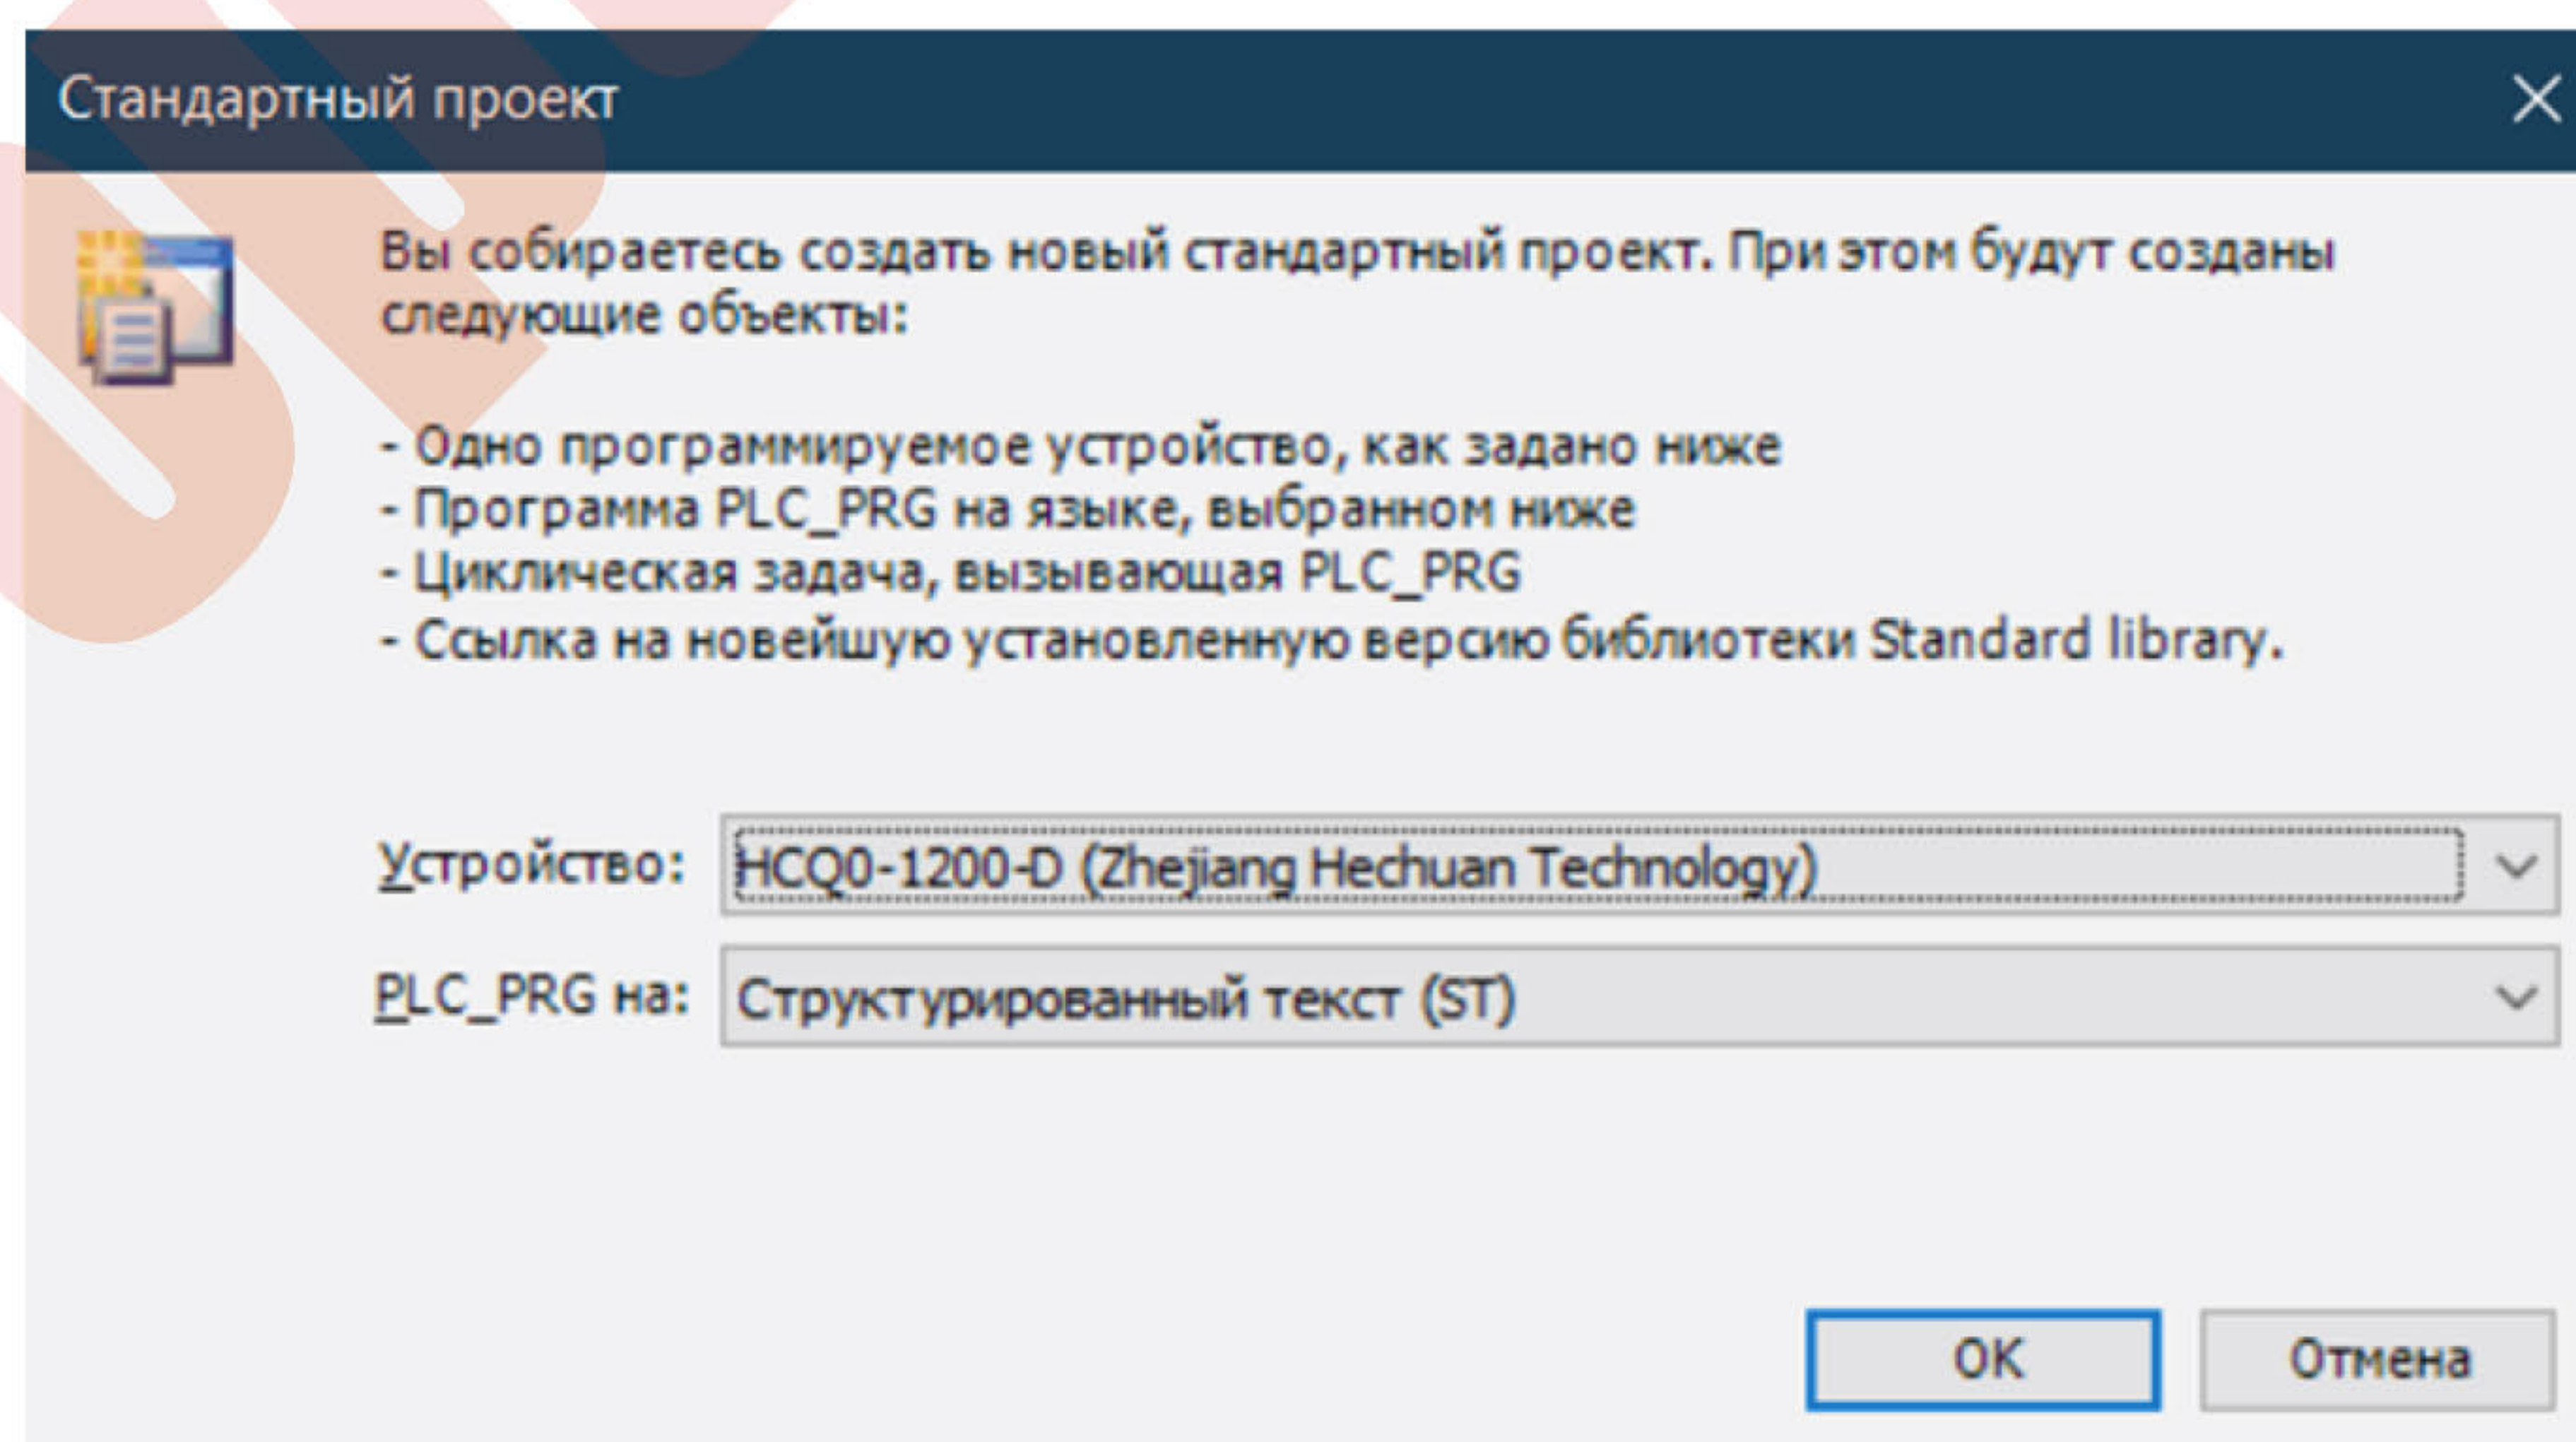 Стандартный проект
Вы собираетесь создать новый стандартный проект. При этом будут созданы
следующие объекты:
- Одно программируемое устройство, как задано ниже
- Программа PLC_PRG на языке, выбранном ниже
- Циклическая задача, вызывающая PLC_PRG
- Ссылка на новейшую установленную версию библиотеки Standard library.
Устройство: HCQ0-1200-D (Zhejiang Hechuan Technology)
PLC_PRG на: Структурированный текст (ST)
OK Отмена